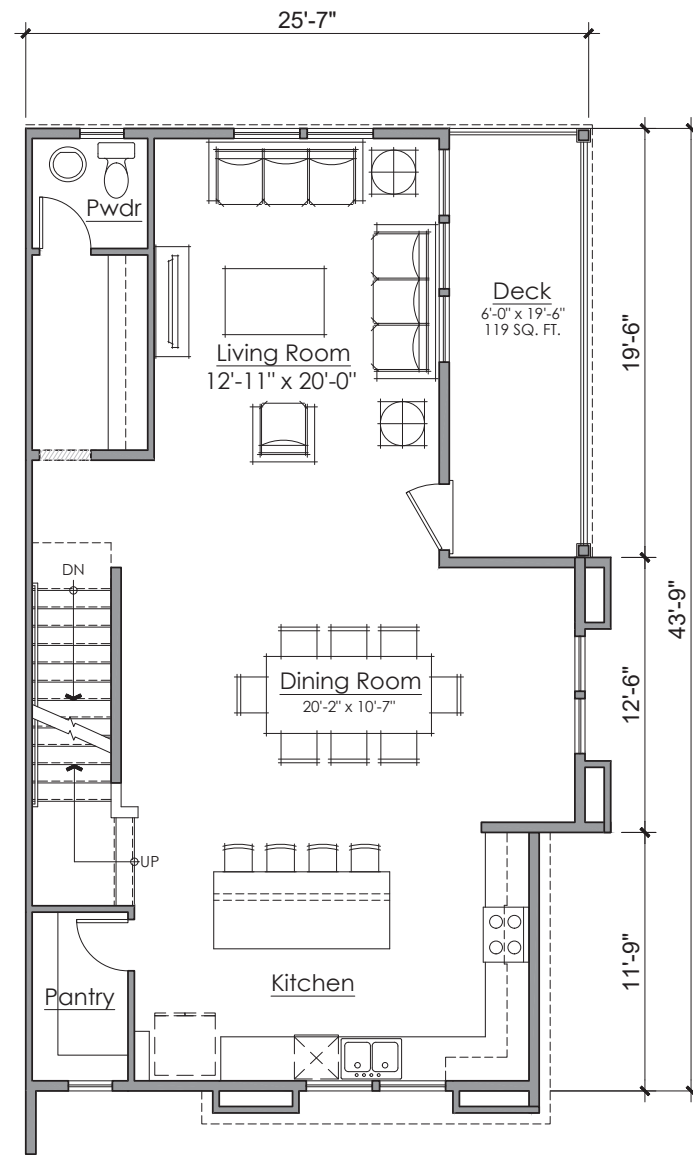 25'-7"
Pwdr
Deck
6'-0" x 19'-6"
119 SQ. FT.
Living Room
12'-11" x 20'-0"
19'-6"
DN
43'-9"
Dining Room
20'-2" x 10'-7"
12'-6"
UP
Kitchen
Pantry
11'-9"